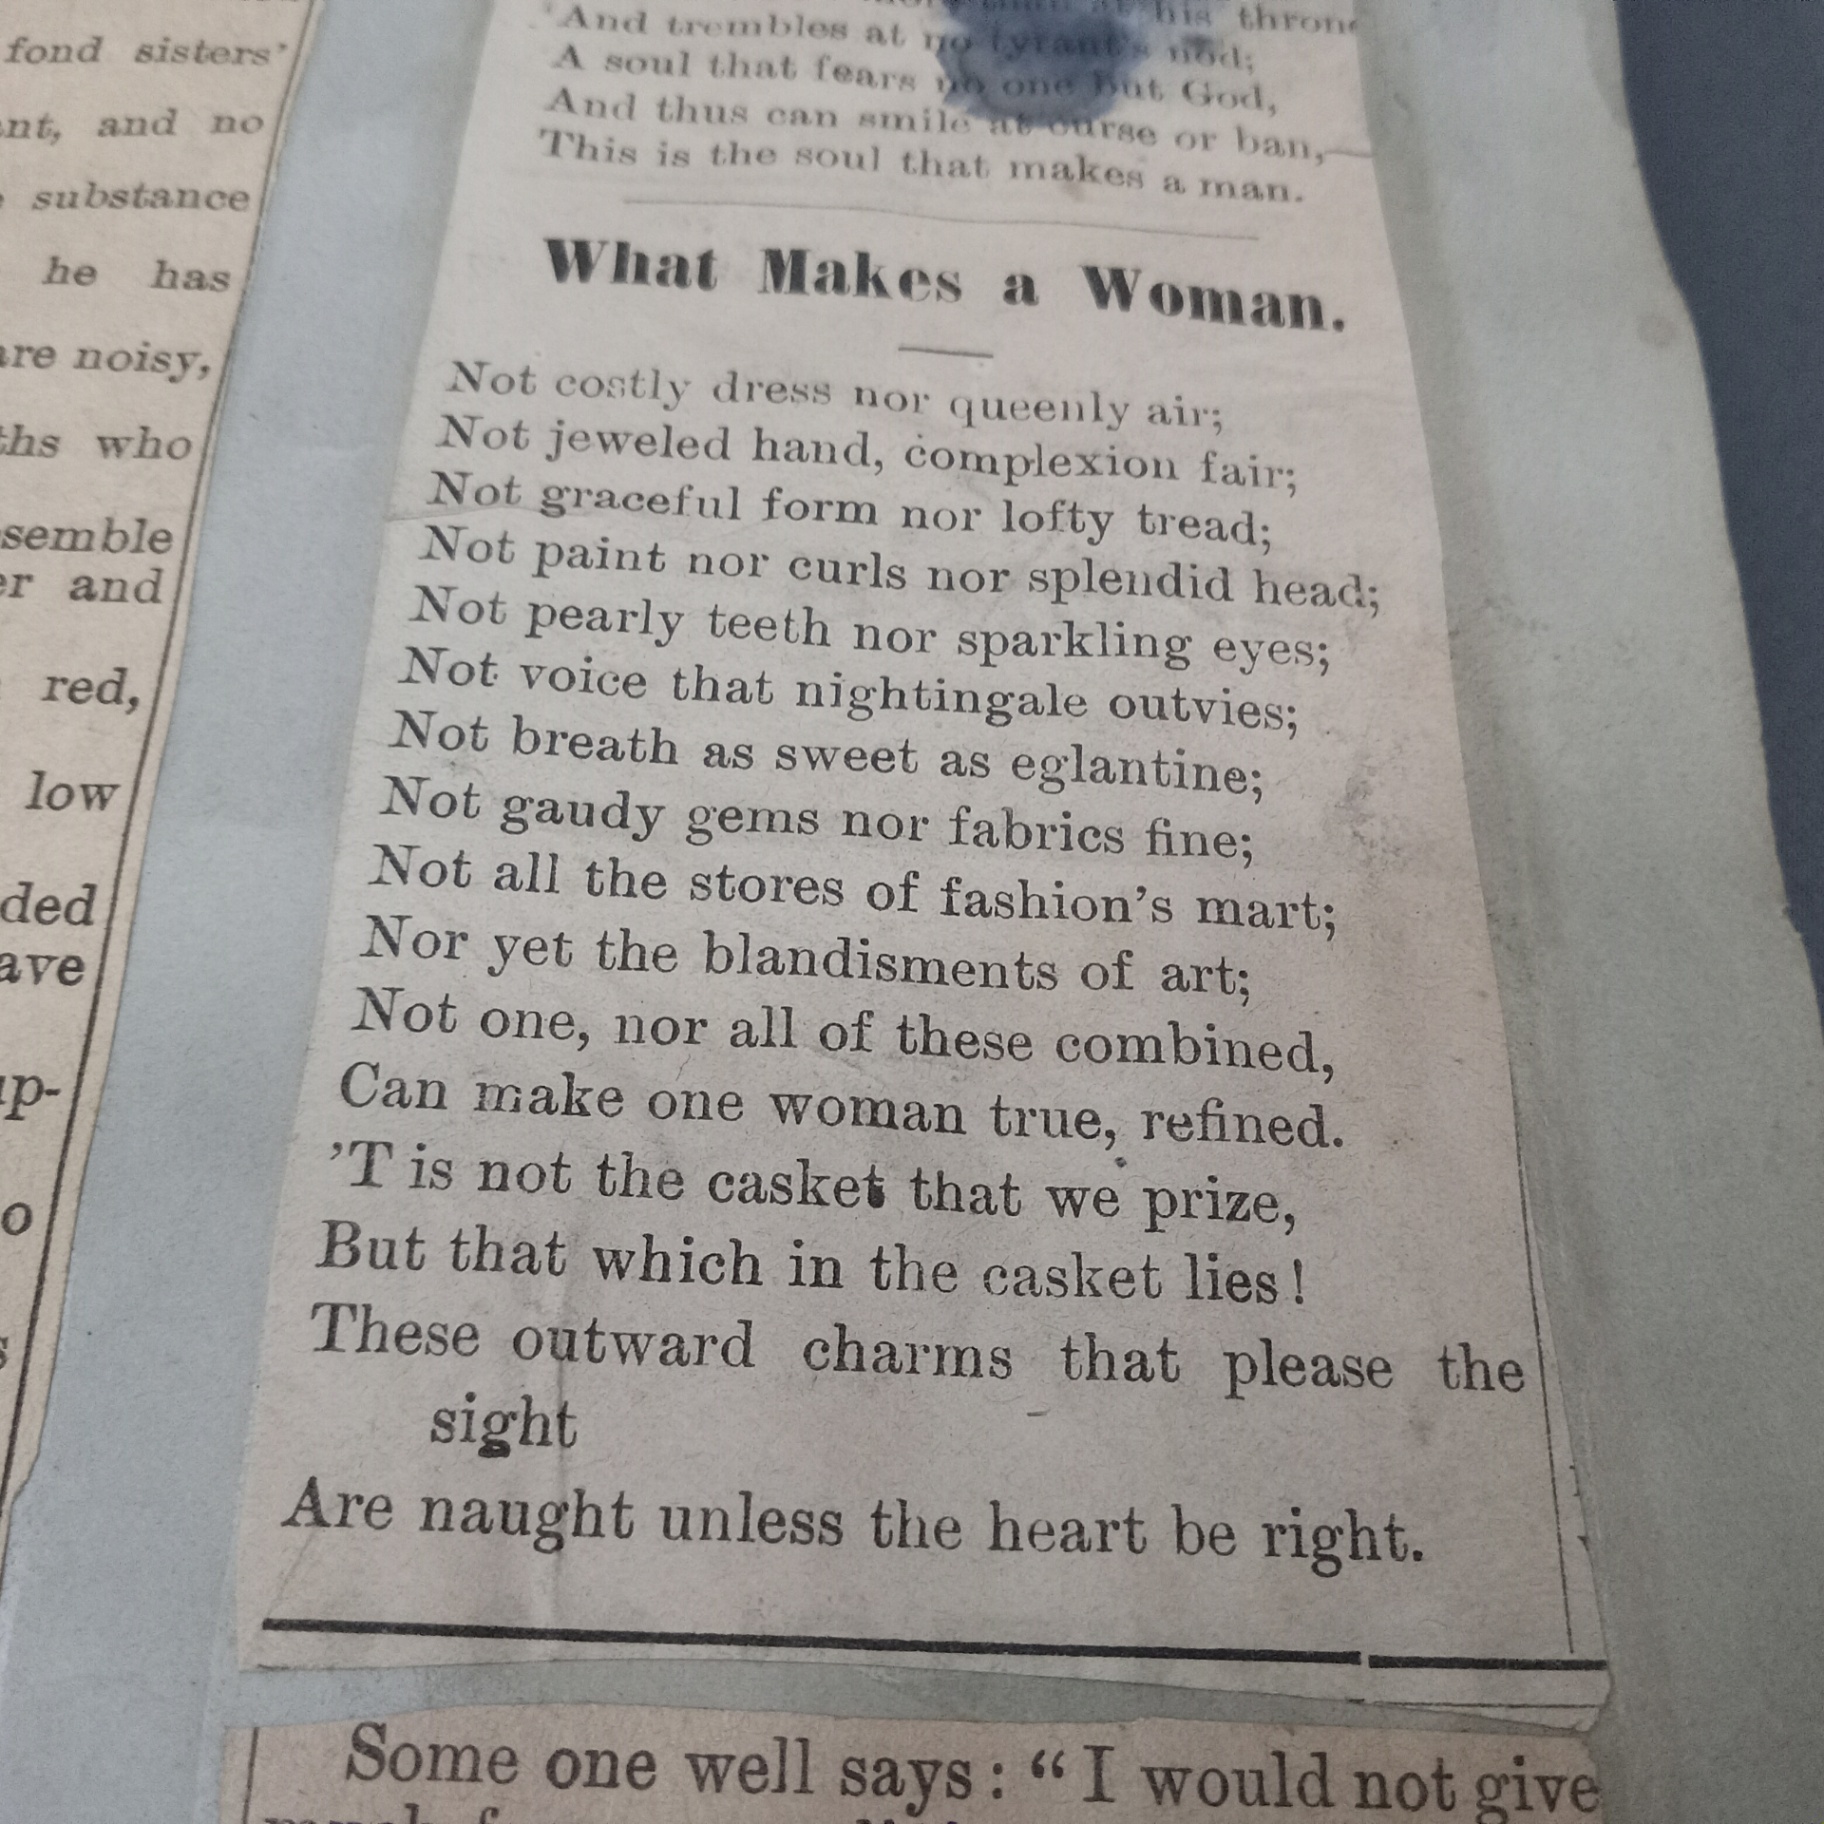 fond sisters'
and no
substance
he has
noisy,
who
and
red,
low
his
And trembles at no tyrant's nod;
A soul that fears no one but God,
And thus can smile at curse or ban,—
This is the soul that makes a man.
What Makes a Woman.
Not costly dress nor queenly air;
Not jeweled hand, complexion fair;
Not graceful form nor lofty tread;
Not paint nor curls nor splendid head;
Not pearly teeth nor sparkling eyes;
Not voice that nightingale outvies;
Not breath as sweet as eglantine;
Not gaudy gems nor fabrics fine;
Not all the stores of fashion's mart;
Nor yet the blandisments of art;
Not one, nor all of these combined,
Can make one woman true, refined.
'T is not the casket that we prize,
But that which in the casket lies!
These outward charms that please the
sight
Are naught unless the heart be right.
Some one well says: "I would not give